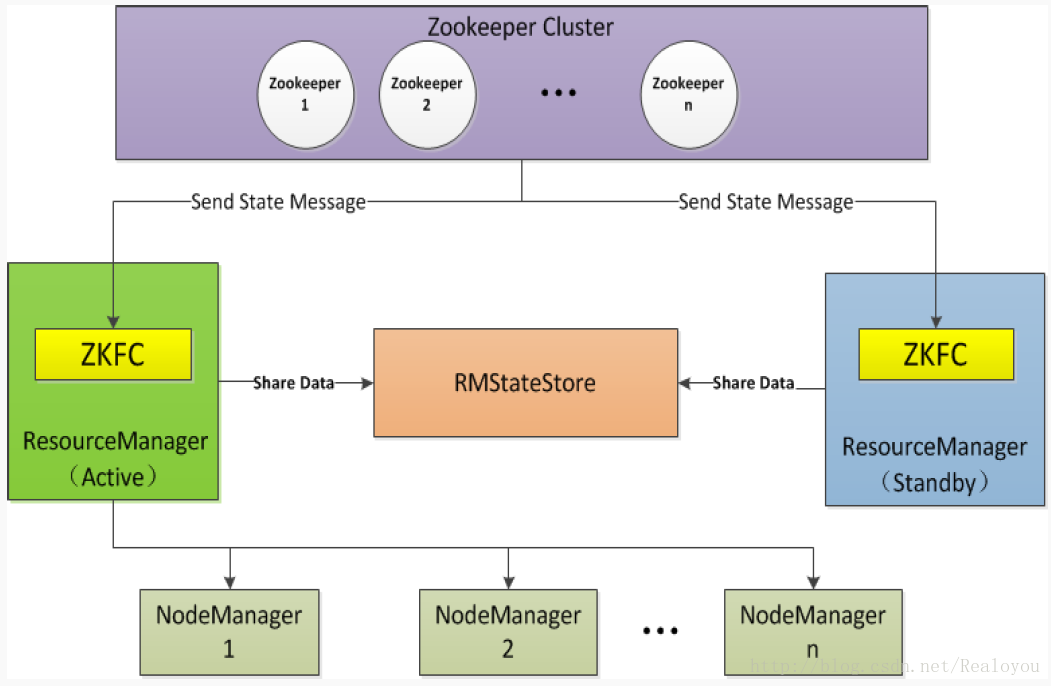 Zookeeper Cluster
Zookeeper
1
Zookeeper
2
...
Zookeeper
n
Send State Message
Send State Message
ZKFC
ResourceManager
（Active）
Share Data
RMStateStore
Share Data
ZKFC
ResourceManager
（Standby）
NodeManager
1
NodeManager
2
...
NodeManager
n
http://blog.csdn.net/Realoyou